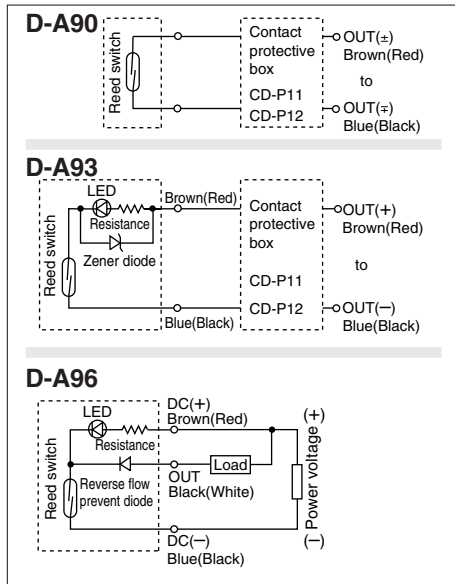 D-A90
Reed switch
Contact
protective
box
CD-P11
CD-P12
OUT(±)
Brown(Red)
to
OUT(∓)
Blue(Black)
D-A93
Reed switch
LED
Resistance
Zener diode
Brown(Red)
Blue(Black)
Contact
protective
box
CD-P11
CD-P12
OUT(+)
Brown(Red)
to
OUT(−)
Blue(Black)
D-A96
Reed switch
LED
Resistance
Reverse flow
prevent diode
DC(+)
Brown(Red)
Load
OUT
Black(White)
DC(−)
Blue(Black)
(+)
Power voltage
(−)